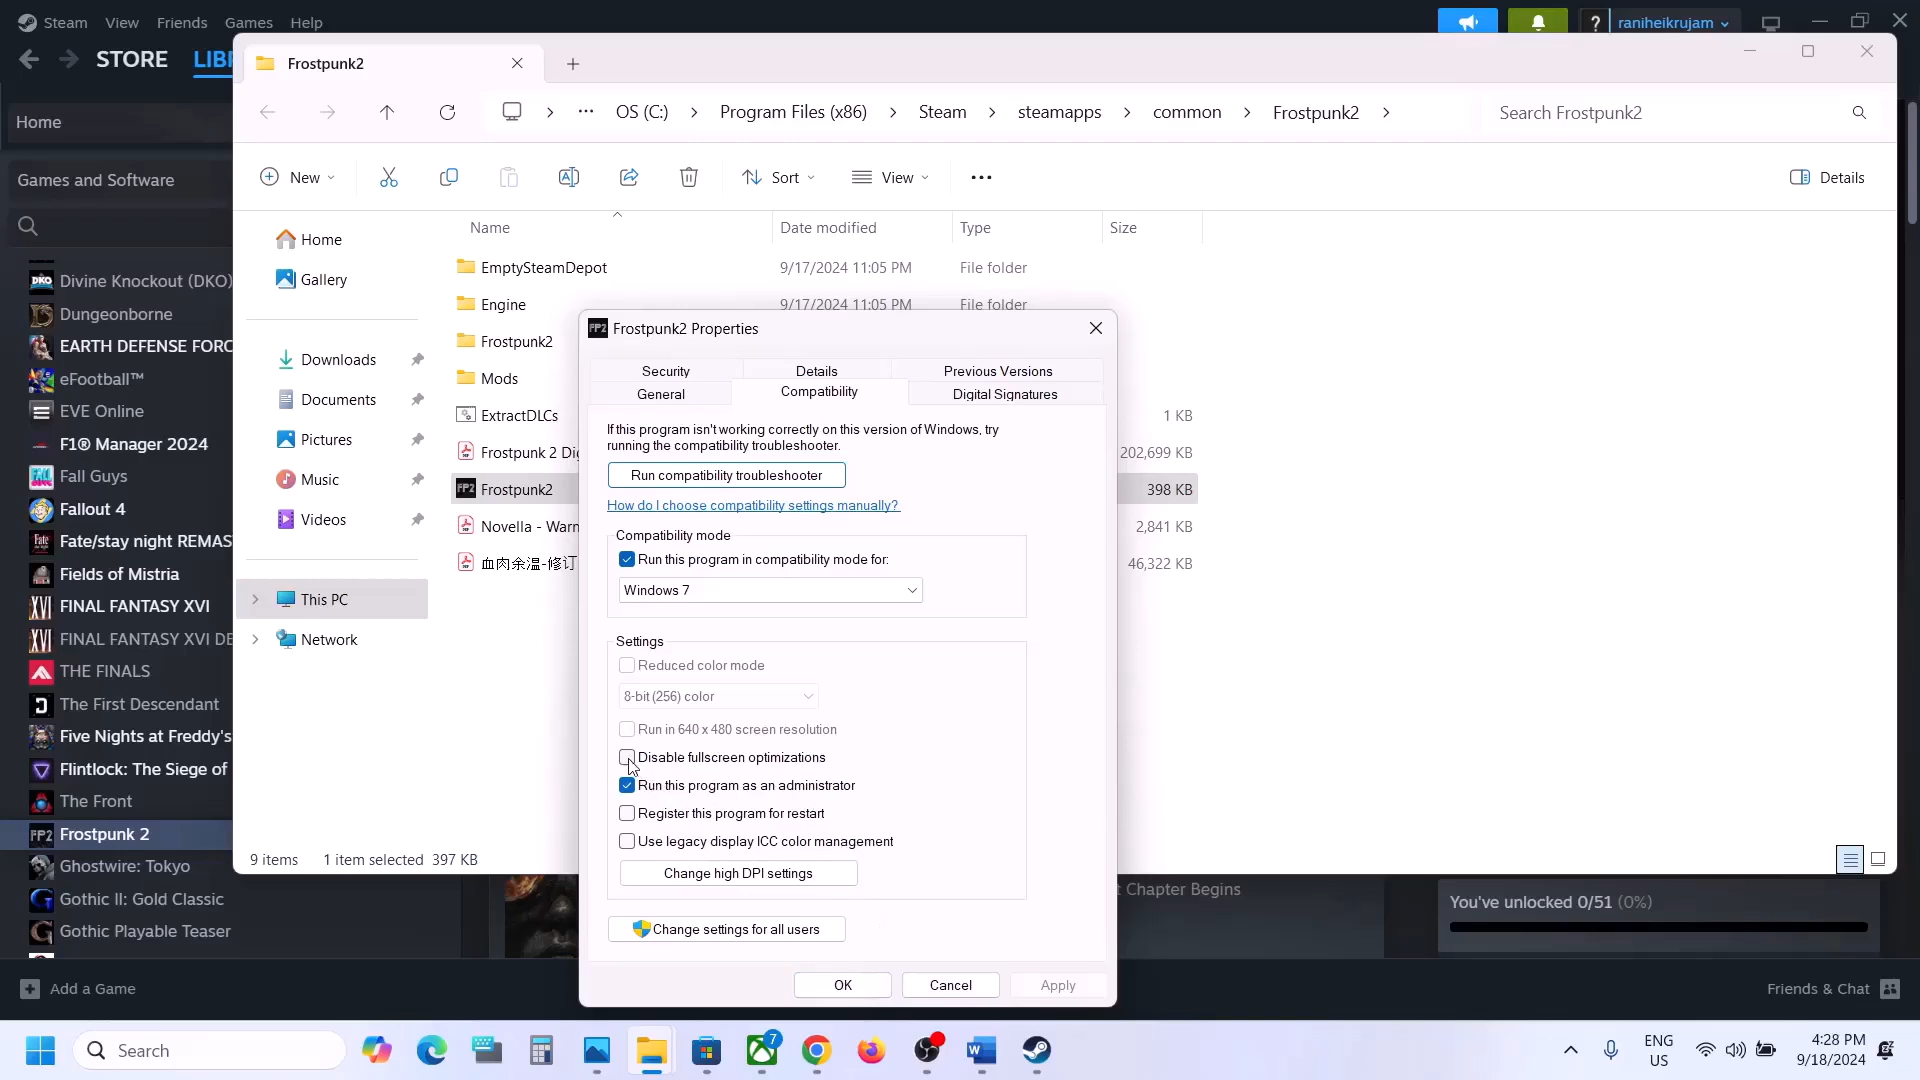 Steam View Friends Games Help
raniheikrujam
STORE
Home
Games and Software
Divine Knockout (DKO)
Dungeonborne
EARTH DEFENSE FORC
eFootball™
EVE Online
F1® Manager 2024
Fall Guys
Fallout 4
Fate/stay night REMAS
Fields of Mistria
FINAL FANTASY XVI
FINAL FANTASY XVI DE
THE FINALS
The First Descendant
Five Nights at Freddy's
Flintlock: The Siege of
The Front
Frostpunk 2
Ghostwire: Tokyo
Gothic II: Gold Classic
Gothic Playable Teaser
Add a Game
Frostpunk2
OS (C:) Program Files (x86) Steam steamapps common Frostpunk2
Search Frostpunk2
New
Sort
View
Details
Home
Gallery
Downloads
Documents
Pictures
Music
Videos
This PC
Network
Name Date modified Type Size
EmptySteamDepot 9/17/2024 11:05 PM File folder
Engine 9/17/2024 11:05 PM File folder
Frostpunk2
Mods
ExtractDLCs 1 KB
Frostpunk 2 Di 202,699 KB
Frostpunk2 398 KB
Novella - Warn 2,841 KB
血肉余温-修订 46,322 KB
9 items 1 item selected 397 KB
Frostpunk2 Properties
Security Details Previous Versions
General Compatibility Digital Signatures
If this program isn't working correctly on this version of Windows, try
running the compatibility troubleshooter.
Run compatibility troubleshooter
How do I choose compatibility settings manually?
Compatibility mode
Run this program in compatibility mode for:
Windows 7
Settings
Reduced color mode
8-bit (256) color
Run in 640 x 480 screen resolution
Disable fullscreen optimizations
Run this program as an administrator
Register this program for restart
Use legacy display ICC color management
Change high DPI settings
Change settings for all users
OK Cancel Apply
t Chapter Begins
You've unlocked 0/51 (0%)
Friends & Chat
Search
7
ENG
US
4:28 PM
9/18/2024